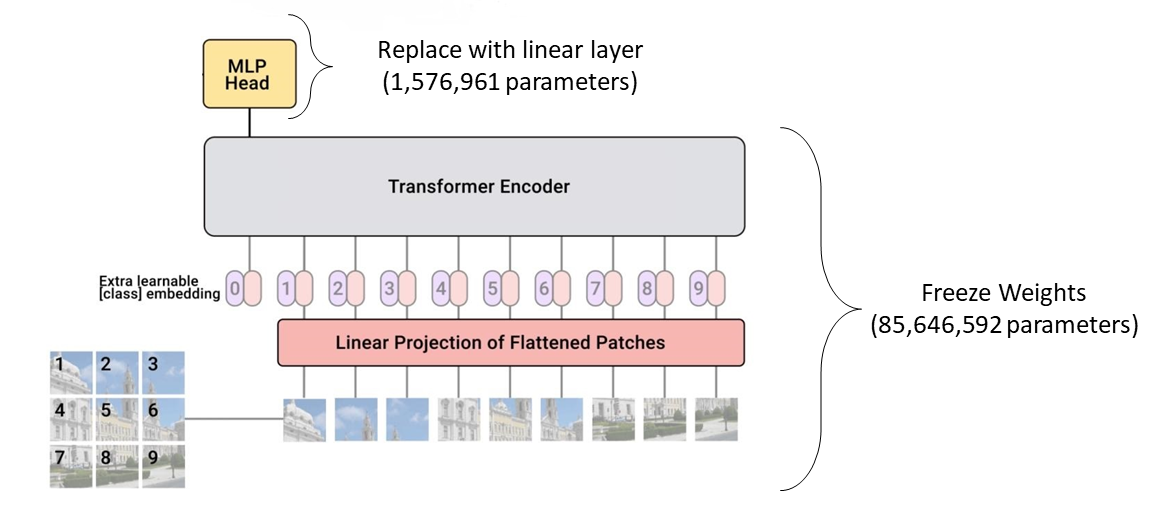 MLP
Head
Replace with linear layer
(1,576,961 parameters)
Transformer Encoder
Extra learnable
[class] embedding
0 1 2 3 4 5 6 7 8 9
Linear Projection of Flattened Patches
Freeze Weights
(85,646,592 parameters)
1 2 3
4 5 6
7 8 9